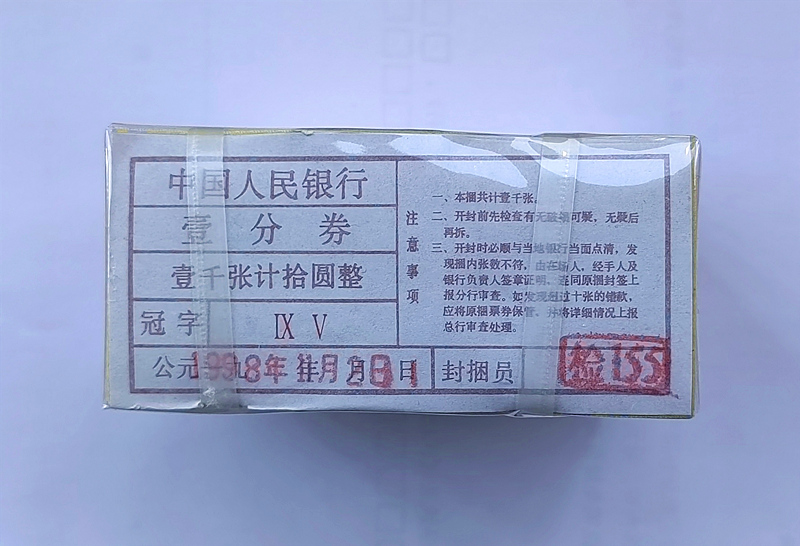 中国人民银行
壹分券
壹千张计拾圆整
冠字 IX V
公元 1998年 月 日
封捆员 检155
注意事项
一、本捆共计壹千张。
二、开封前先检查有无破损可疑，无疑后
再拆。
三、开封时必须与当地银行当面点清，发
现捆内张数不符，由在场人、经手人及
银行负责人签章证明，连同原捆封签上
报分行审查。如发现超过十张的错款，
应将原捆票券保管，并将详细情况上报
总行审查处理。